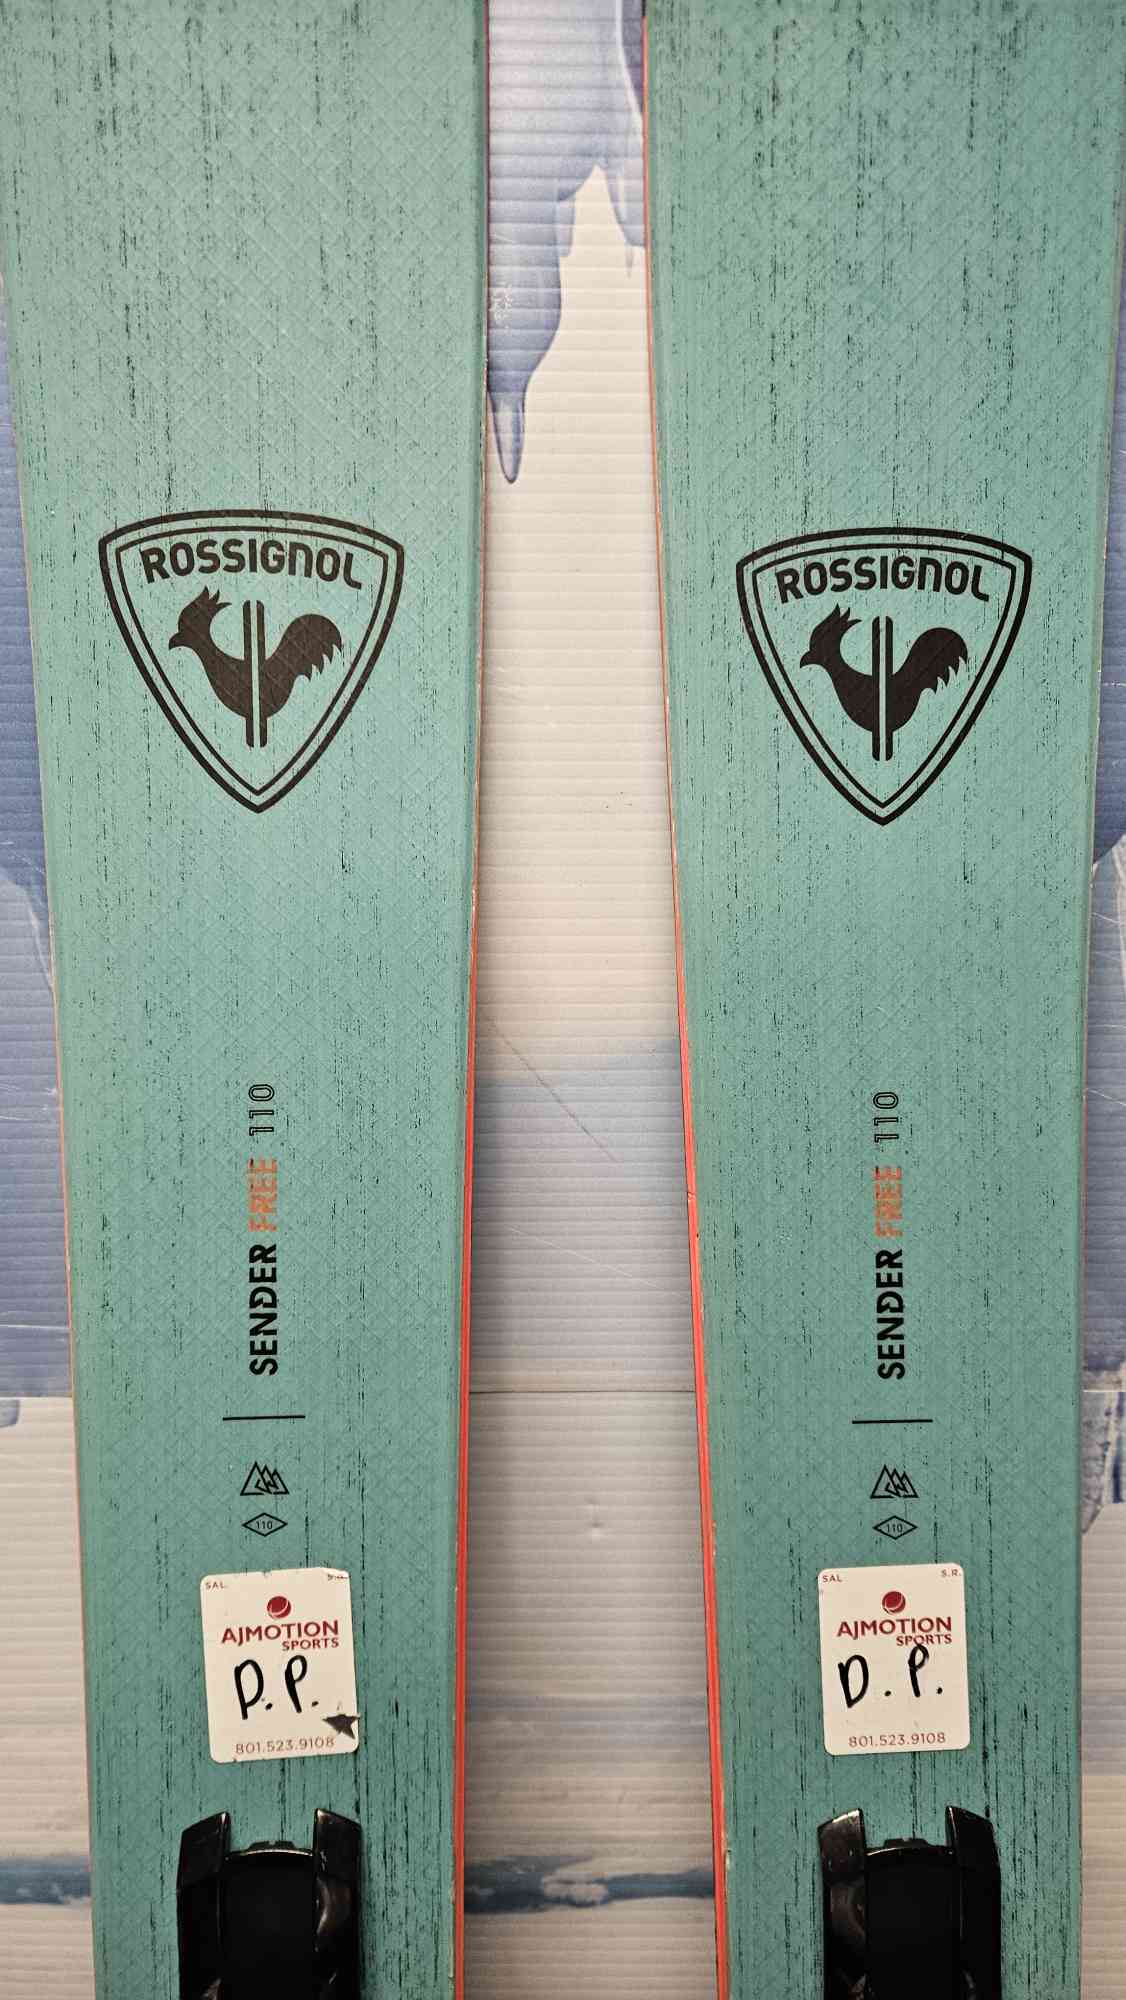 ROSSIGNOL
SENDER FREE 110
110
SAL. S.R.
AJMOTION
SPORTS
D.P.
801.523.9108
ROSSIGNOL
SENDER FREE 110
110
SAL S.R.
AJMOTION
SPORTS
D.P.
801.523.9108